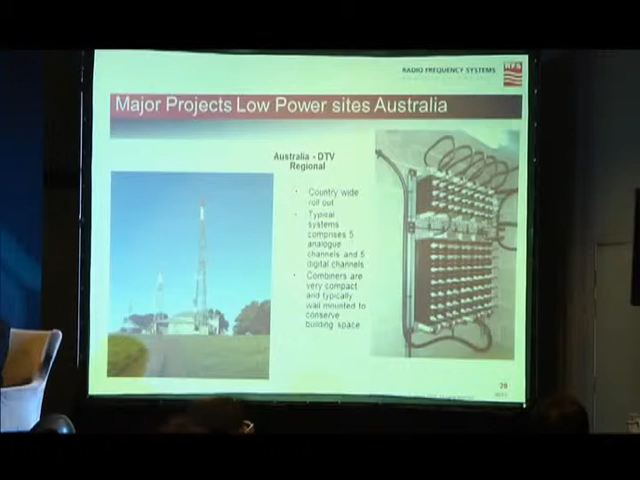 RADIO FREQUENCY SYSTEMS
RFS
Major Projects Low Power sites Australia
Australia - DTV
Regional
• Country wide
roll out
• Typical
systems
comprises 5
analogue
channels and 5
digital channels
• Combiners are
very compact
and typically
wall mounted to
conserve
building space